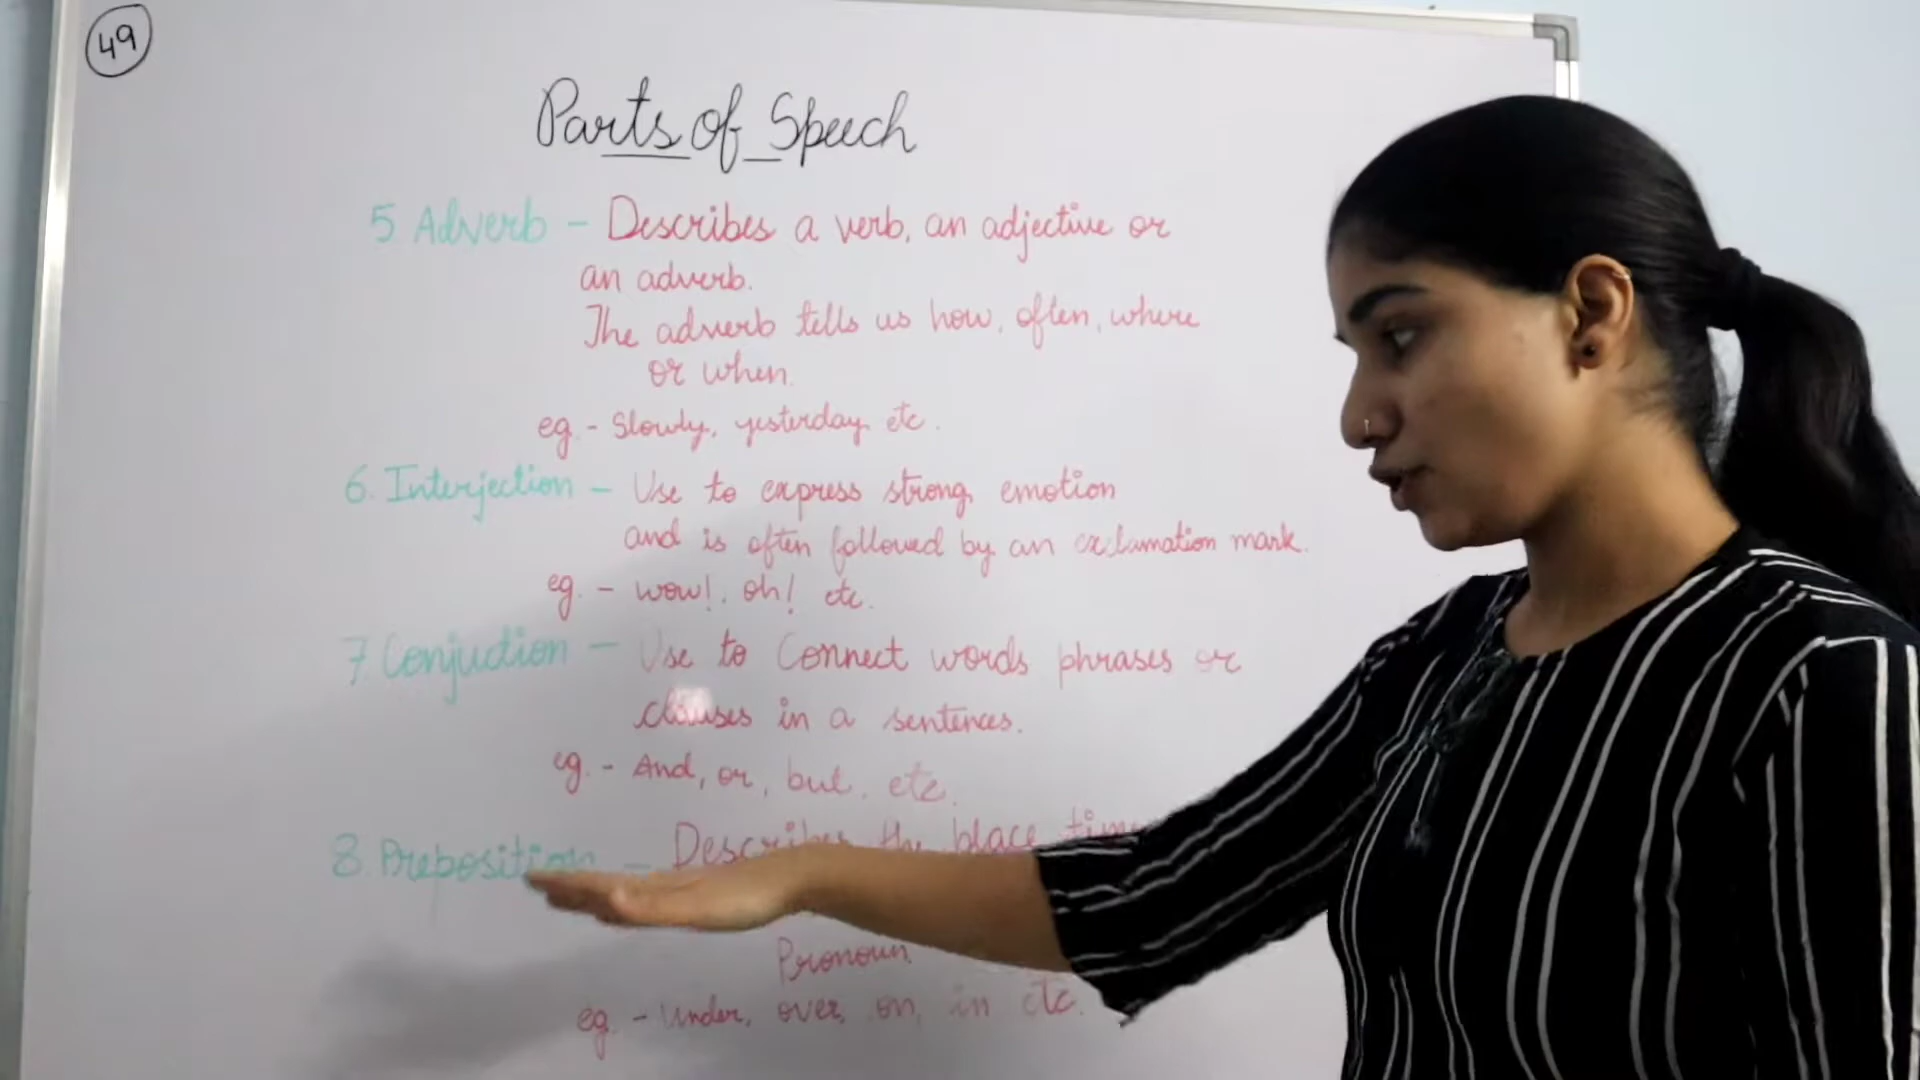 49
Parts of Speech
5 Adverb - Describes a verb, an adjective or
an adverb.
The adverb tells us how, often, where
or when.
eg. - Slowly, yesterday etc.
6. Interjection - Use to express strong emotion
and is often followed by an exclamation mark.
eg. - wow!, oh! etc.
7. Conjuction - Use to Connect words phrases or
clauses in a sentences.
eg. - And, or, but, etc.
8. Preposition - Describes the place time
Pronoun.
eg. - Under, over, on, in etc.